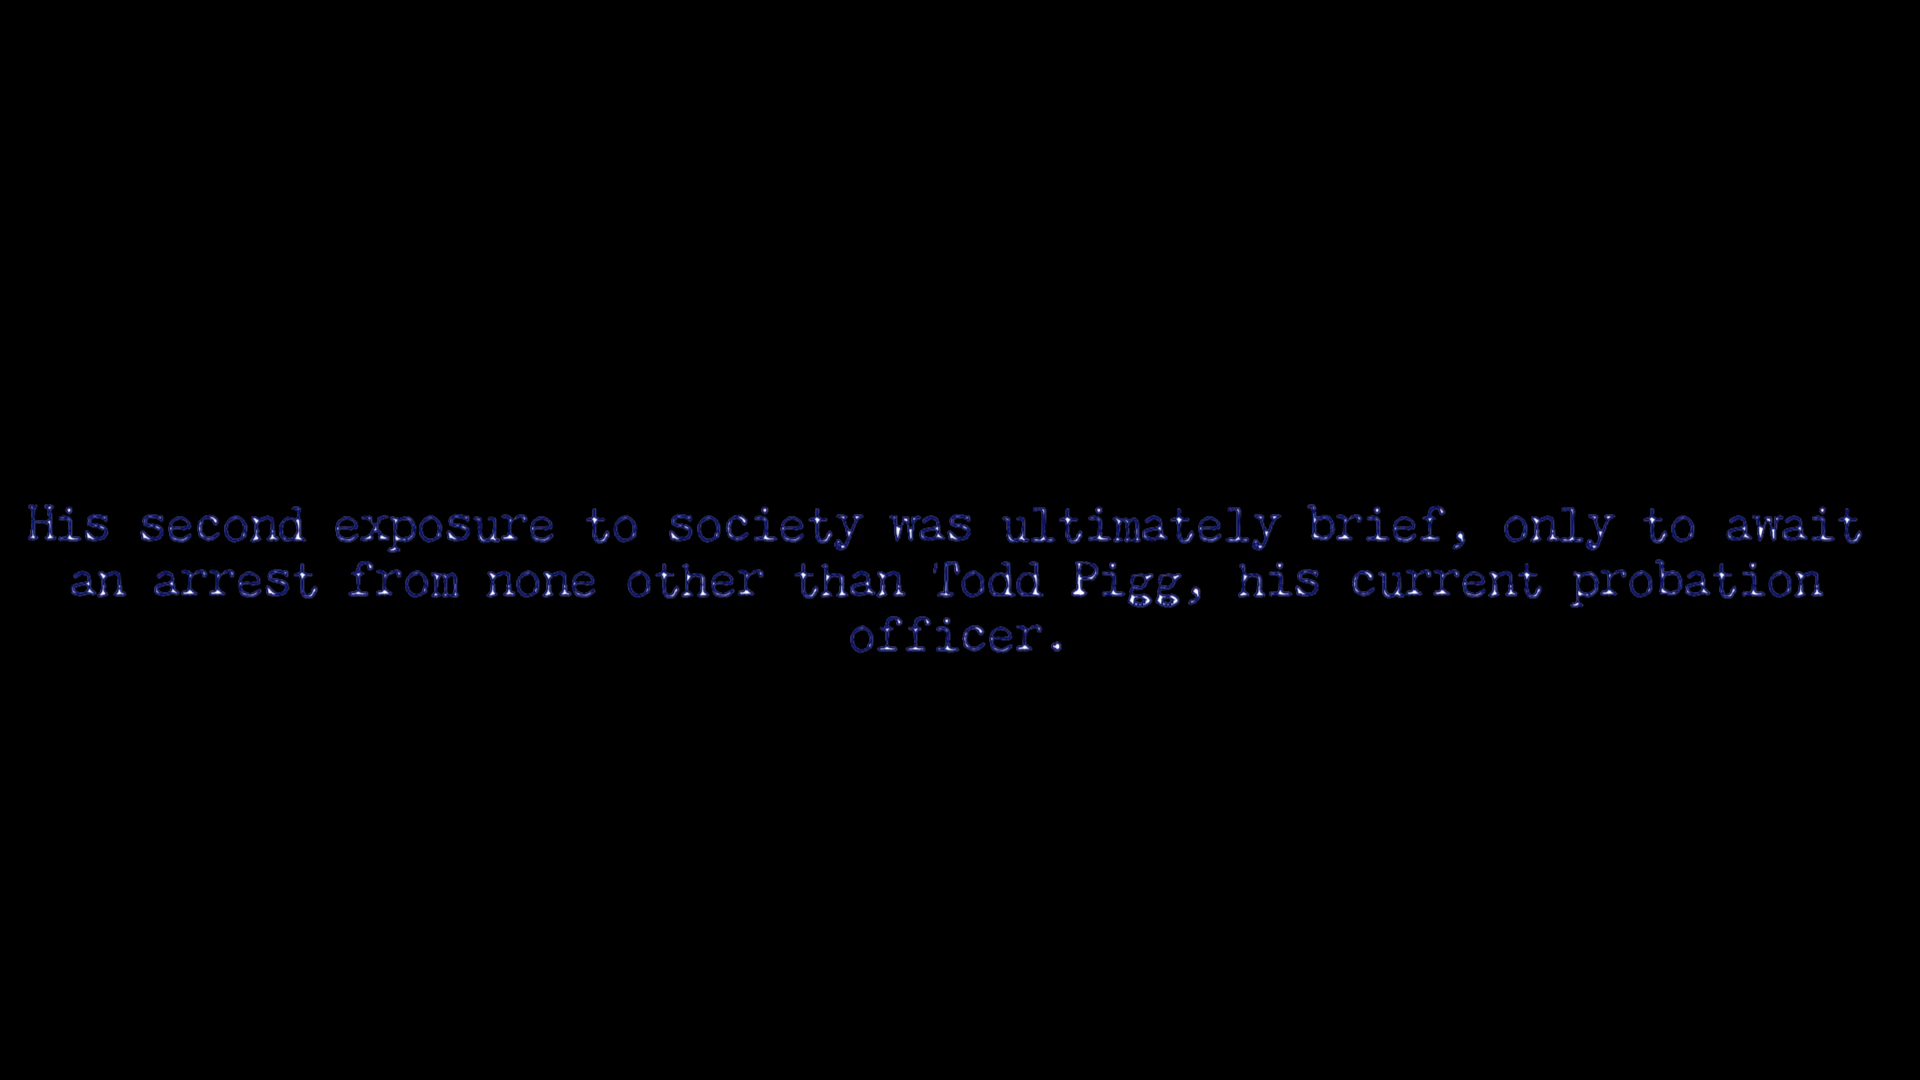 His second exposure to society was ultimately brief, only to await
an arrest from none other than Todd Pigg, his current probation
officer.